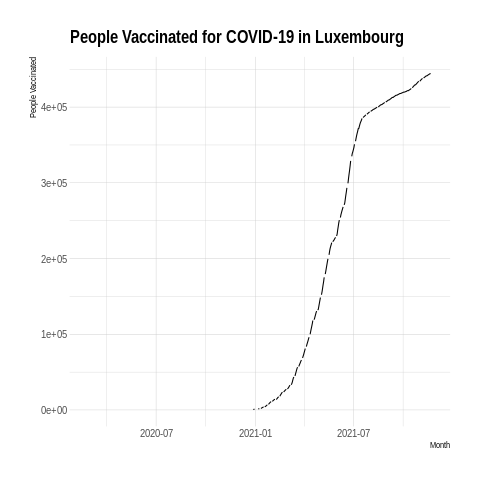 People Vaccinated for COVID-19 in Luxembourg
People Vaccinated
4e+05
3e+05
2e+05
1e+05
0e+00
2020-07
2021-01
2021-07
Month